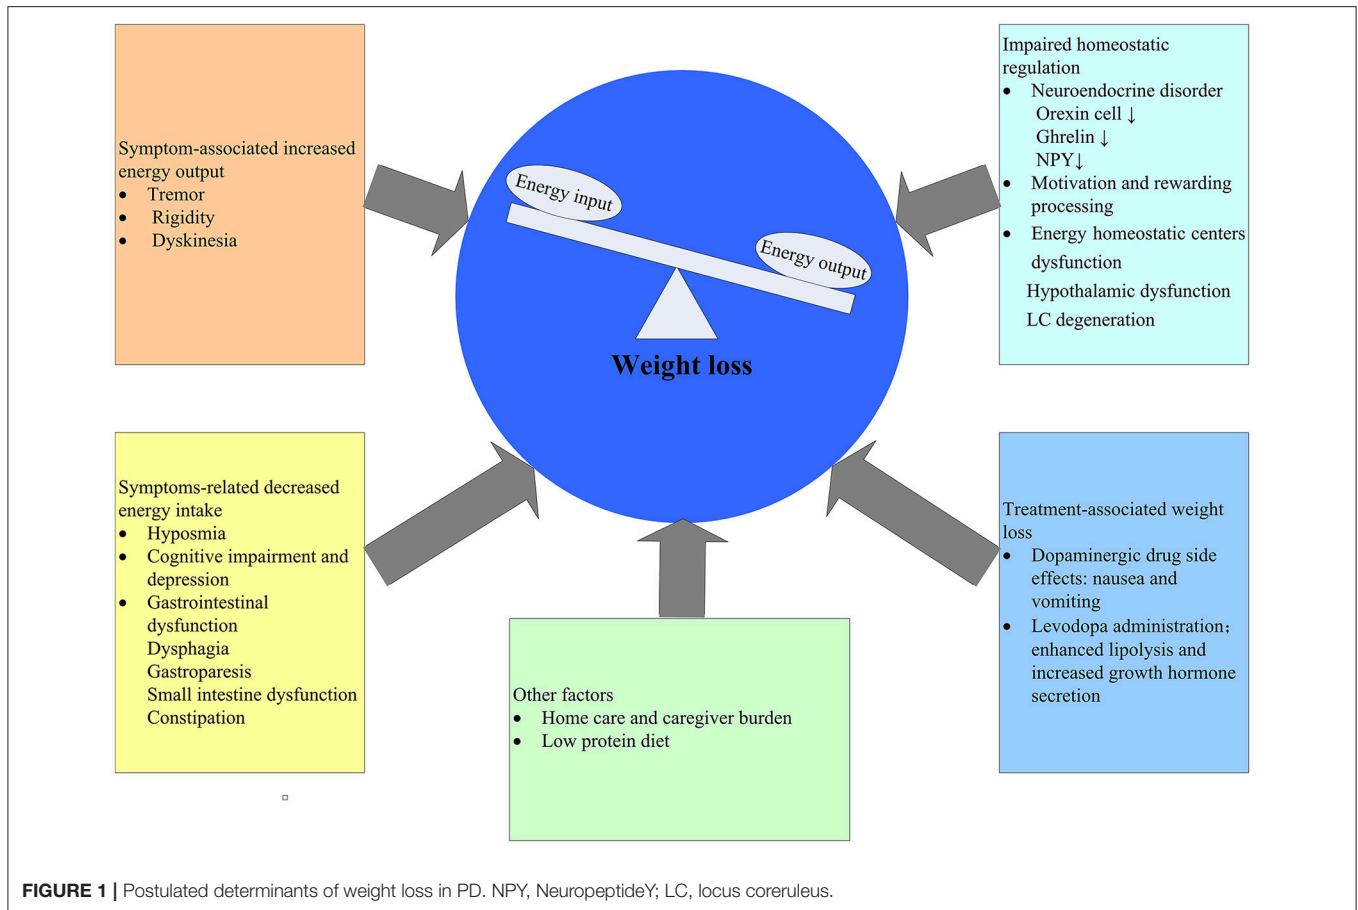 Symptom-associated increased
energy output
● Tremor
● Rigidity
● Dyskinesia
Energy input
Energy output
Weight loss
Impaired homeostatic
regulation
● Neuroendocrine disorder
Orexin cell ↓
Ghrelin ↓
NPY↓
● Motivation and rewarding
processing
● Energy homeostatic centers
dysfunction
Hypothalamic dysfunction
LC degeneration
Symptoms-related decreased
energy intake
● Hyposmia
● Cognitive impairment and
depression
● Gastrointestinal
dysfunction
Dysphagia
Gastroparesis
Small intestine dysfunction
Constipation
Other factors
● Home care and caregiver burden
● Low protein diet
Treatment-associated weight
loss
● Dopaminergic drug side
effects: nausea and
vomiting
● Levodopa administration;
enhanced lipolysis and
increased growth hormone
secretion
FIGURE 1 | Postulated determinants of weight loss in PD. NPY, NeuropeptideY; LC, locus coreruleus.